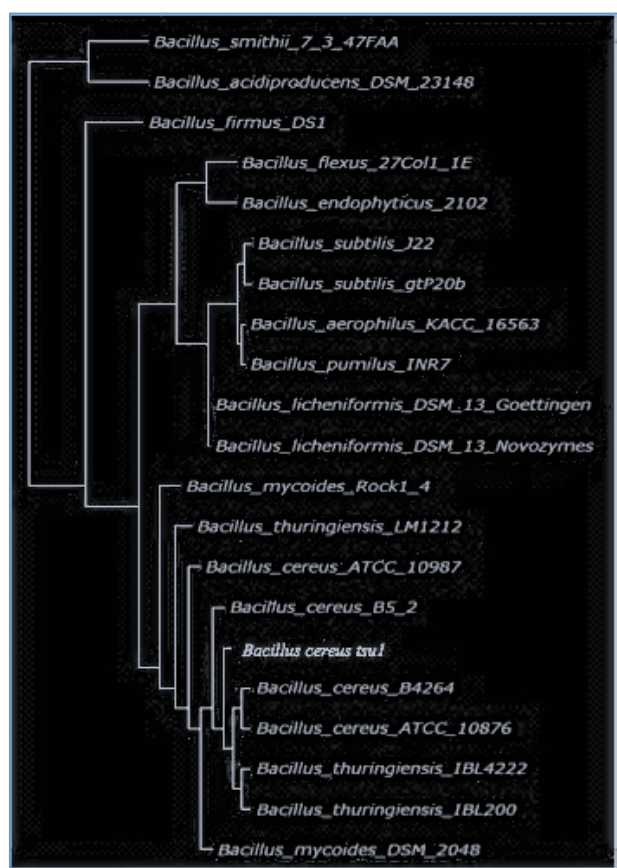 Bacillus_smithii_7_3_47FAA
Bacillus_acidiproducens_DSM_23148
Bacillus_firmus_DS1
Bacillus_flexus_27Col1_1E
Bacillus_endophyticus_2102
Bacillus_subtilis_J22
Bacillus_subtilis_gtP20b
Bacillus_aerophilus_KACC_16563
Bacillus_pumilus_INR7
Bacillus_licheniformis_DSM_13_Goettingen
Bacillus_licheniformis_DSM_13_Novozymes
Bacillus_mycoides_Rock1_4
Bacillus_thuringiensis_LM1212
Bacillus_cereus_ATCC_10987
Bacillus_cereus_B5_2
Bacillus cereus tsu1
Bacillus_cereus_B4264
Bacillus_cereus_ATCC_10876
Bacillus_thuringiensis_IBL4222
Bacillus_thuringiensis_IBL200
Bacillus_mycoides_DSM_2048